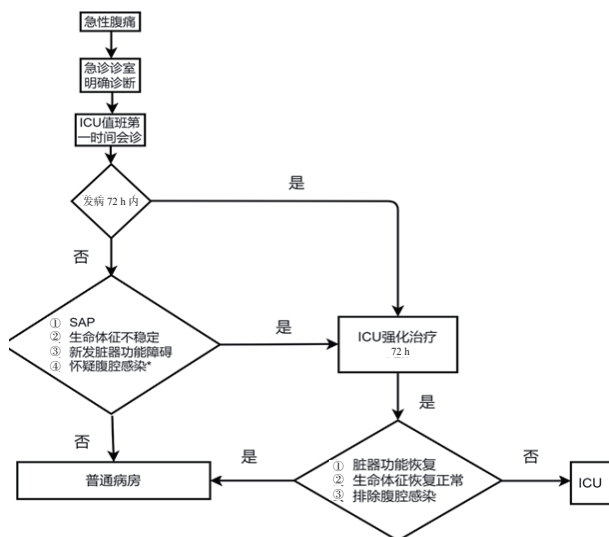 急性腹痛
急诊诊室
明确诊断
ICU值班第
一时间会诊
发病 72 h 内
是
否
① SAP
② 生命体征不稳定
③ 新发脏器功能障碍
④ 怀疑腹腔感染*
是
ICU强化治疗
72 h
是
否
普通病房
是
① 脏器功能恢复
② 生命体征恢复正常
③ 排除腹腔感染
否
ICU